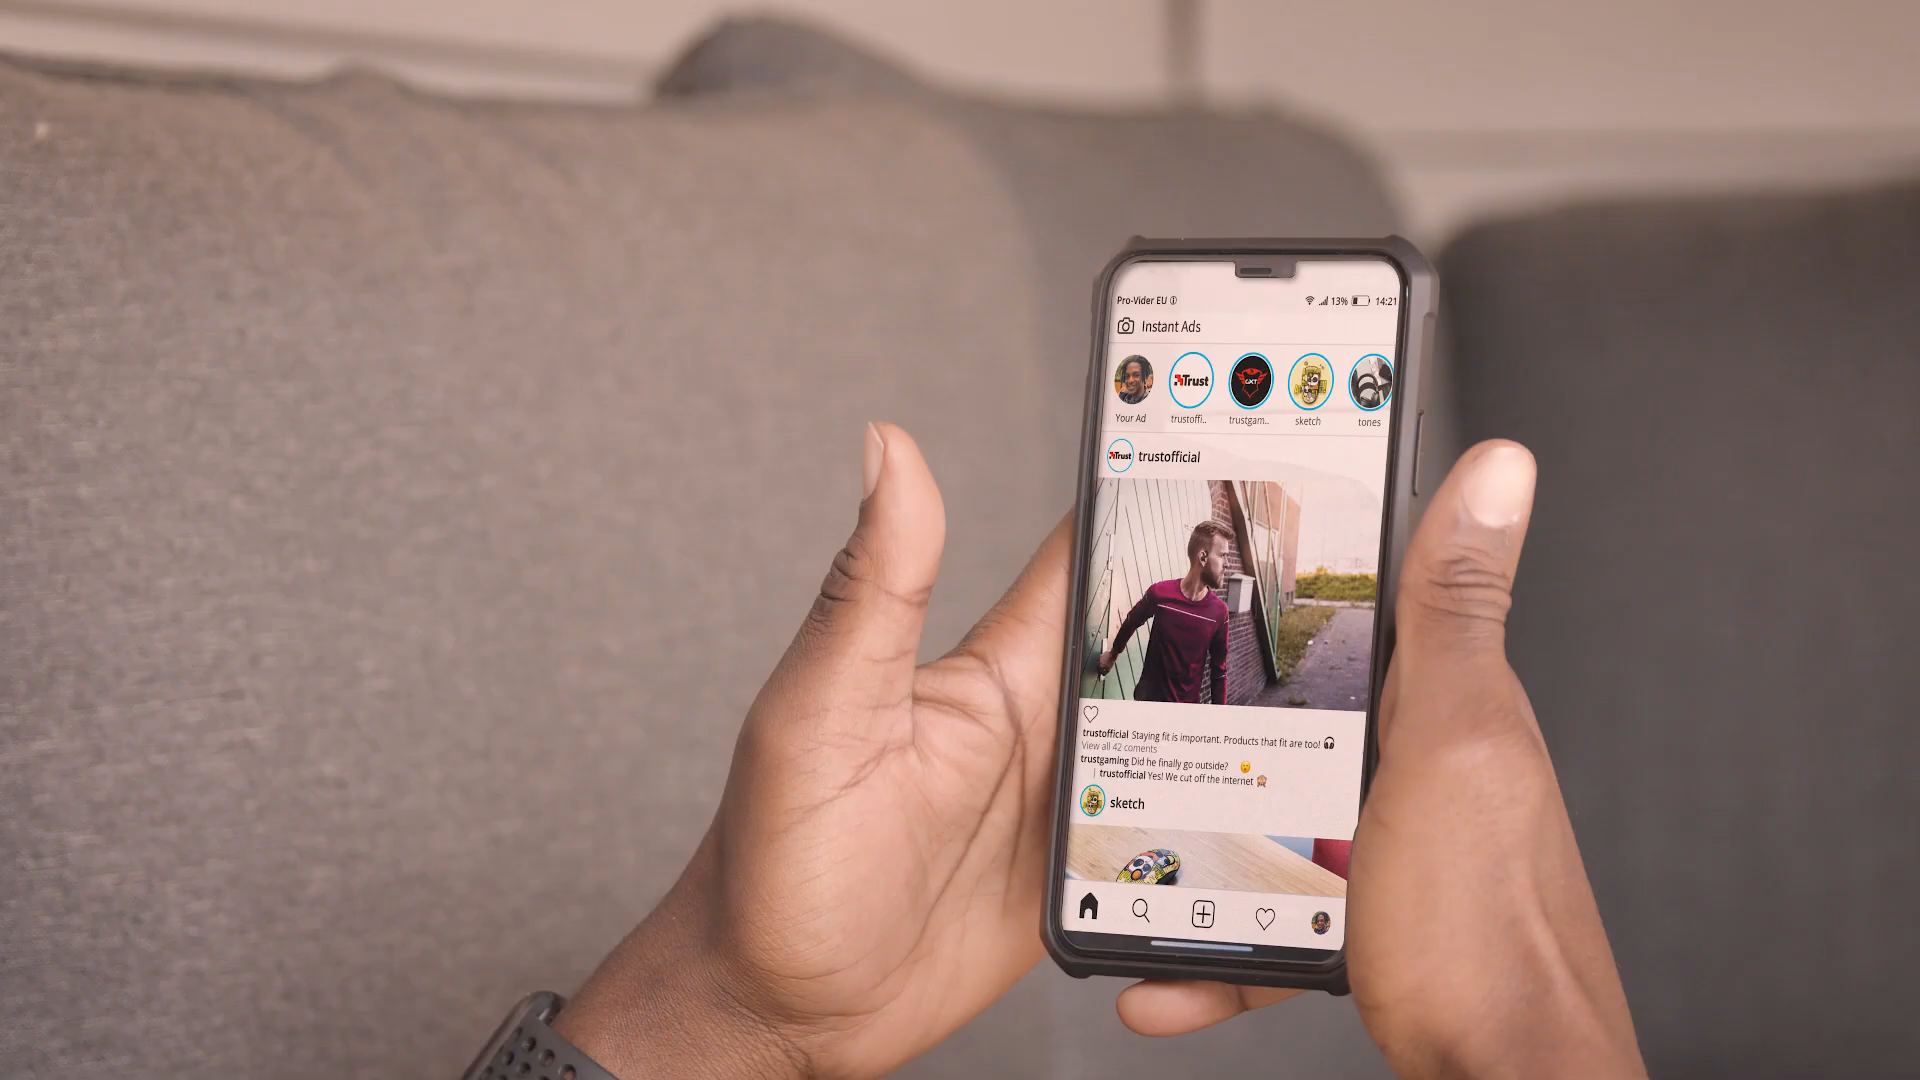 Pro-Vider EU
13% 14:21
Instant Ads
Trust
GXT
Your Ad
trustoffi..
trustgam..
sketch
tones
Trust
trustofficial
trustofficial Staying fit is important. Products that fit are too! 🎧
View all 42 coments
trustgaming Did he finally go outside? 😮
| trustofficial Yes! We cut off the internet 🙈
sketch